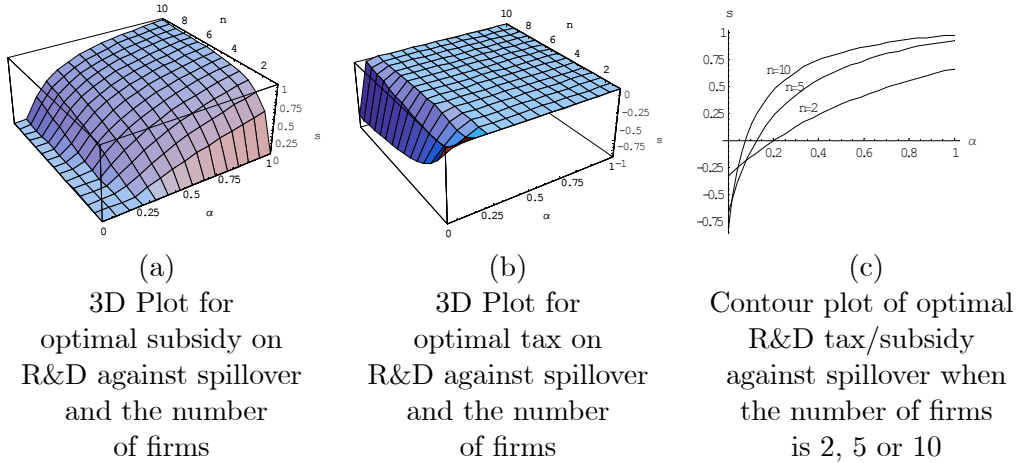 10
8
n
6
4
2
1
0.75
s
0.5
0.25
0
1
0.75
0.5
α
0.25
0
10
8
n
6
4
2
0
-0.25
-0.5
s
-0.75
-1
1
0.75
0.5
α
0.25
0
s
1
0.75
n=10
0.5
n=5
0.25
n=2
0.2 0.4 0.6 0.8 1 α
-0.25
-0.5
-0.75
(a)
3D Plot for
optimal subsidy on
R&D against spillover
and the number
of firms
(b)
3D Plot for
optimal tax on
R&D against spillover
and the number
of firms
(c)
Contour plot of optimal
R&D tax/subsidy
against spillover when
the number of firms
is 2, 5 or 10